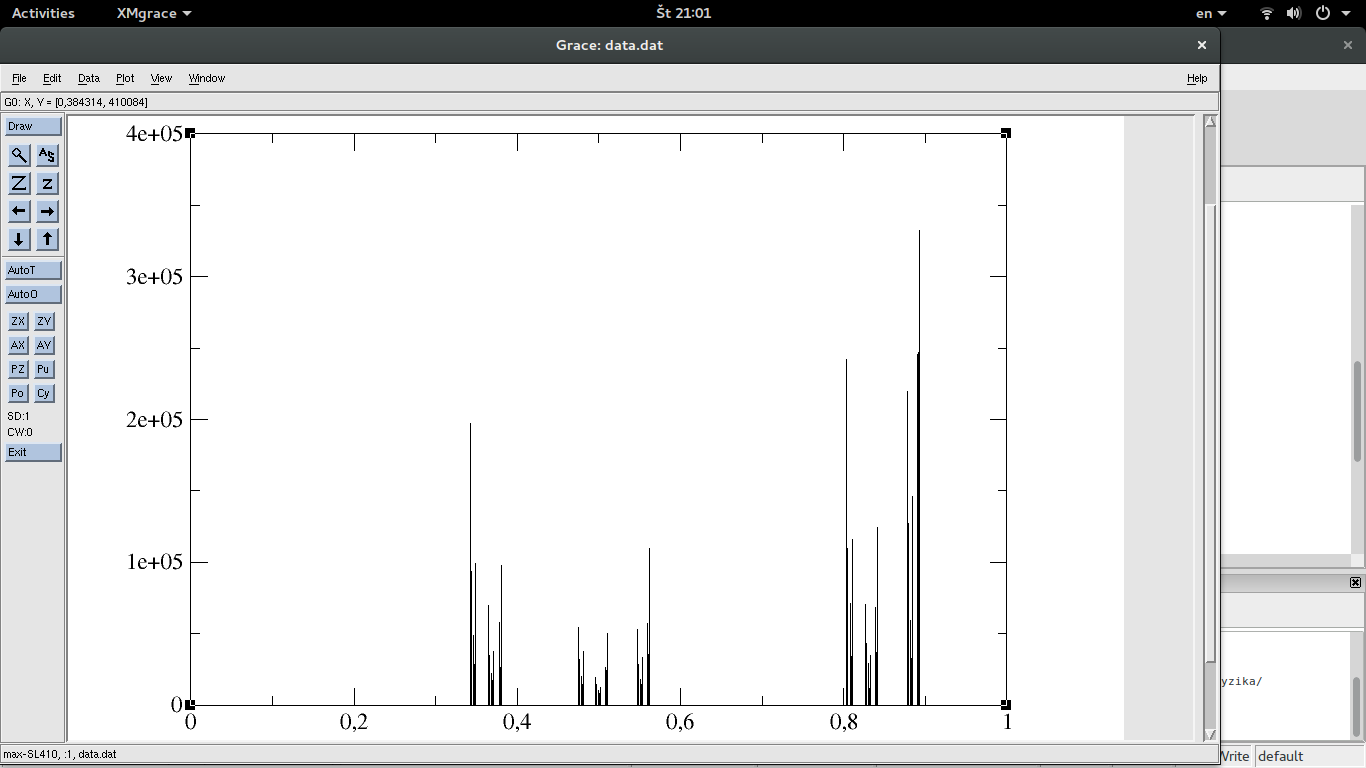 Activities XMgrace Št 21:01 en
Grace: data.dat
File Edit Data Plot View Window Help
G0: X, Y = [0,384314, 410084]
Draw
AS
Z z
AutoT
AutoO
ZX ZY
AX AY
PZ Pu
Po Cy
SD:1
CW:0
Exit
4e+05
3e+05
2e+05
1e+05
0
0 0,2 0,4 0,6 0,8 1
yzika/
max-SL410, :1, data.dat
Write default